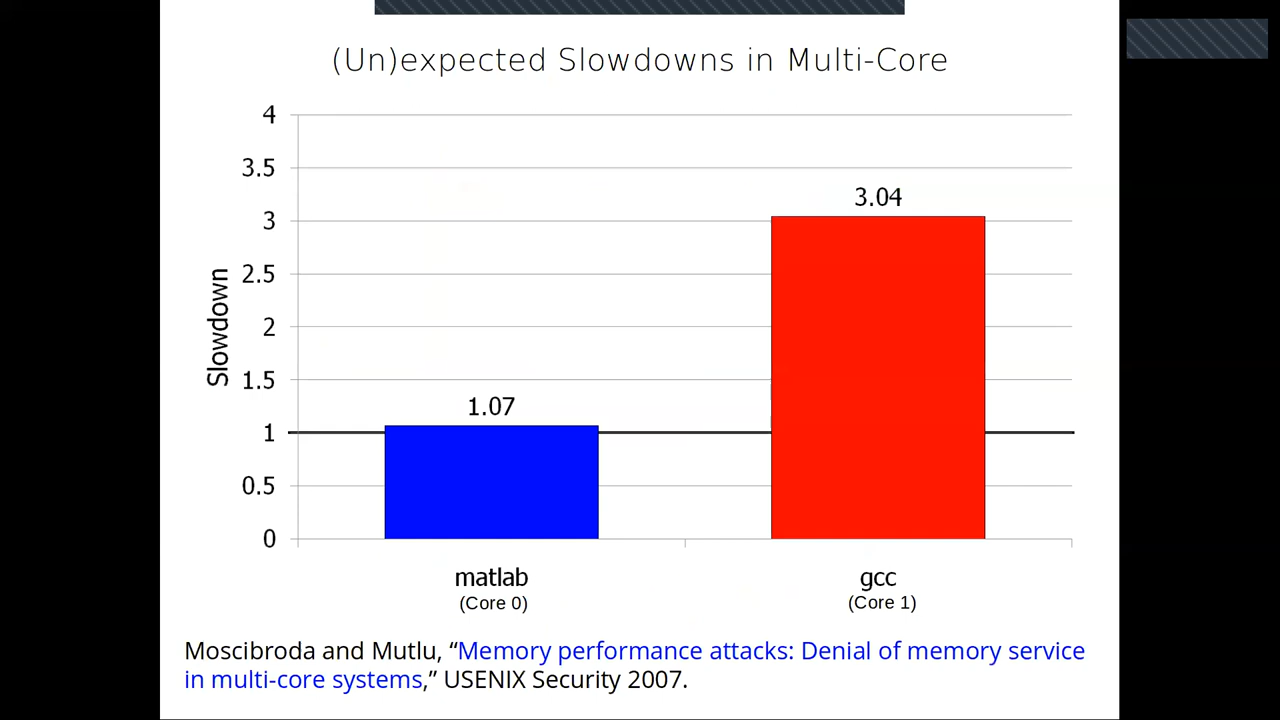 (Un)expected Slowdowns in Multi-Core
4
3.5
3.04
3
2.5
Slowdown
2
1.5
1.07
1
0.5
0
matlab gcc
(Core 0) (Core 1)
Moscibroda and Mutlu, “Memory performance attacks: Denial of memory service
in multi-core systems,” USENIX Security 2007.